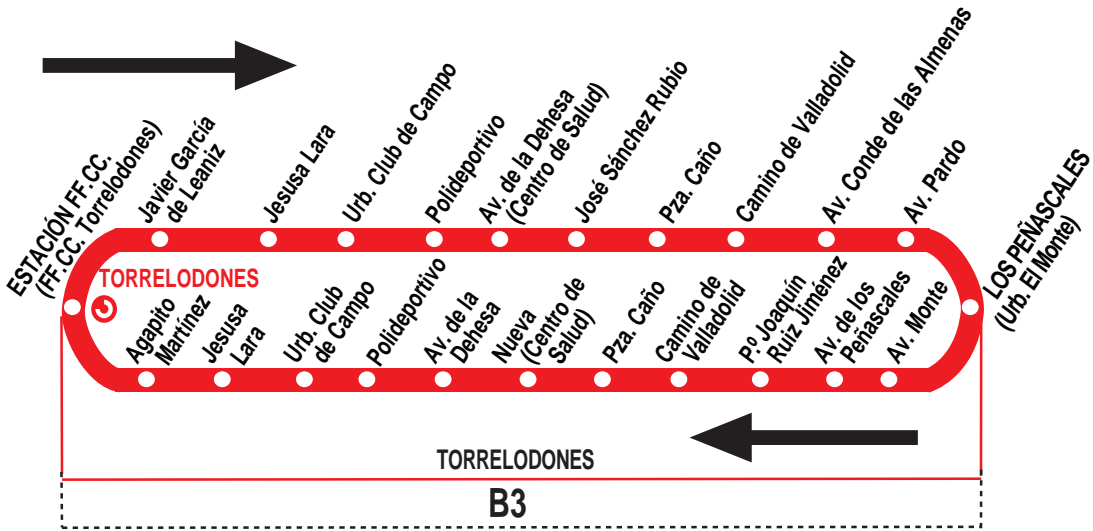 ESTACIÓN FF.CC.
(FF.CC. Torrelodones)
Javier García
de Leaniz
Jesusa Lara
Urb. Club de Campo
Polideportivo
Av. de la Dehesa
(Centro de Salud)
José Sánchez Rubio
Pza. Caño
Camino de Valladolid
Av. Conde de las Almenas
Av. Pardo
LOS PEÑASCALES
(Urb. El Monte)
TORRELODONES
Agapito
Martínez
Jesusa
Lara
Urb. Club
de Campo
Polideportivo
Av. de la
Dehesa
Nueva
(Centro de
Salud)
Pza. Caño
Camino de
Valladolid
P.º Joaquín
Ruiz Jiménez
Av. de los
Peñascales
Av. Monte
TORRELODONES
B3